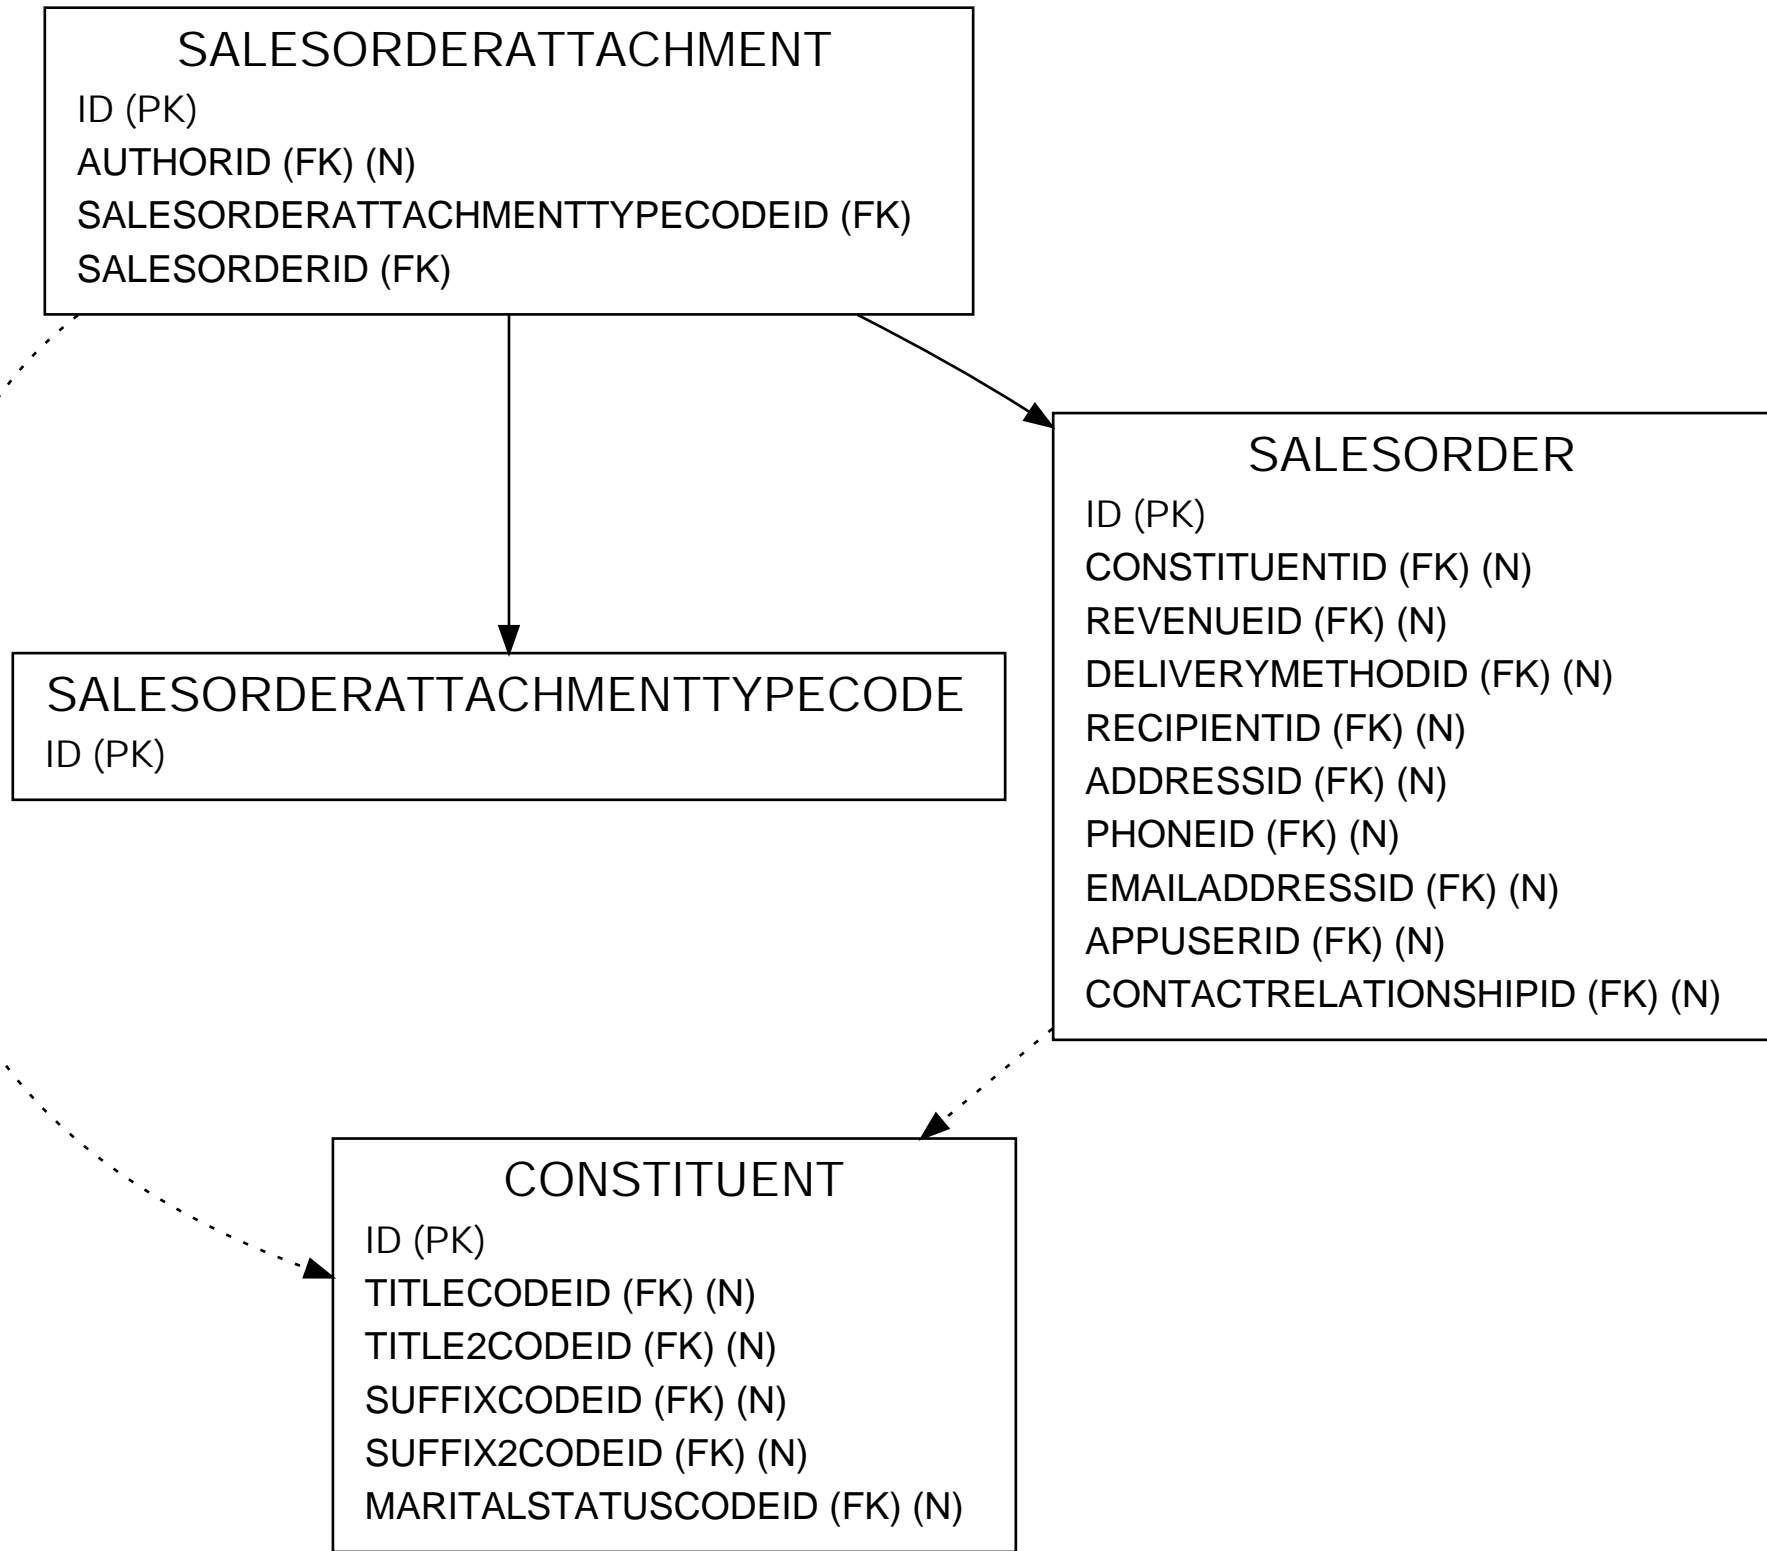 SALESORDERATTACHMENT
ID (PK)
AUTHORID (FK) (N)
SALESORDERATTACHMENTTYPECODEID (FK)
SALESORDERID (FK)
SALESORDER
ID (PK)
CONSTITUENTID (FK) (N)
REVENUEID (FK) (N)
DELIVERYMETHODID (FK) (N)
RECIPIENTID (FK) (N)
ADDRESSID (FK) (N)
PHONEID (FK) (N)
EMAILADDRESSID (FK) (N)
APPUSERID (FK) (N)
CONTACTRELATIONSHIPID (FK) (N)
SALESORDERATTACHMENTTYPECODE
ID (PK)
CONSTITUENT
ID (PK)
TITLECODEID (FK) (N)
TITLE2CODEID (FK) (N)
SUFFIXCODEID (FK) (N)
SUFFIX2CODEID (FK) (N)
MARITALSTATUSCODEID (FK) (N)